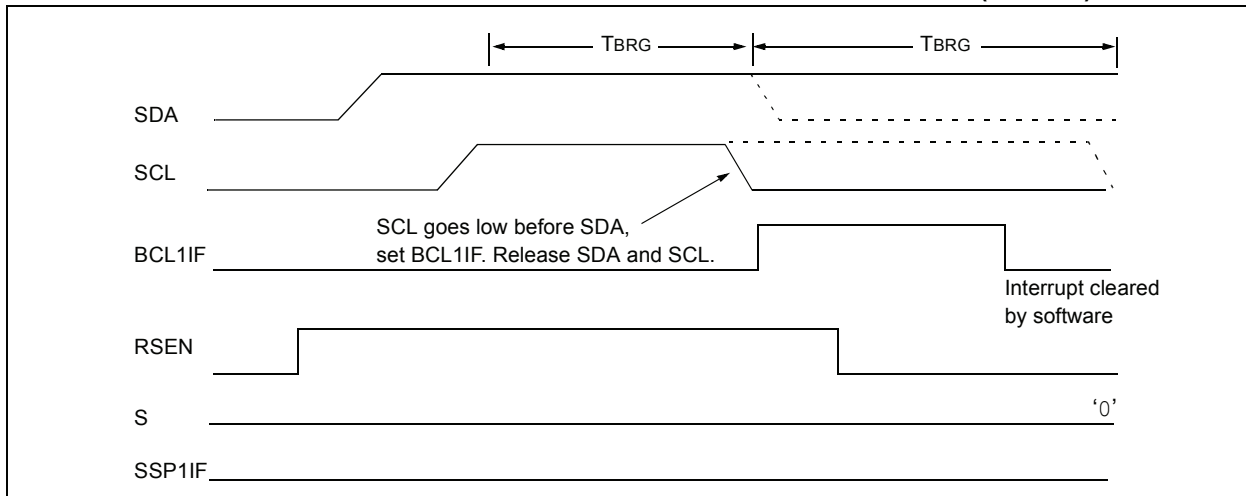 TBRG
TBRG
SDA
SCL
SCL goes low before SDA,
set BCL1IF. Release SDA and SCL.
BCL1IF
Interrupt cleared
by software
RSEN
S
‘0’
SSP1IF